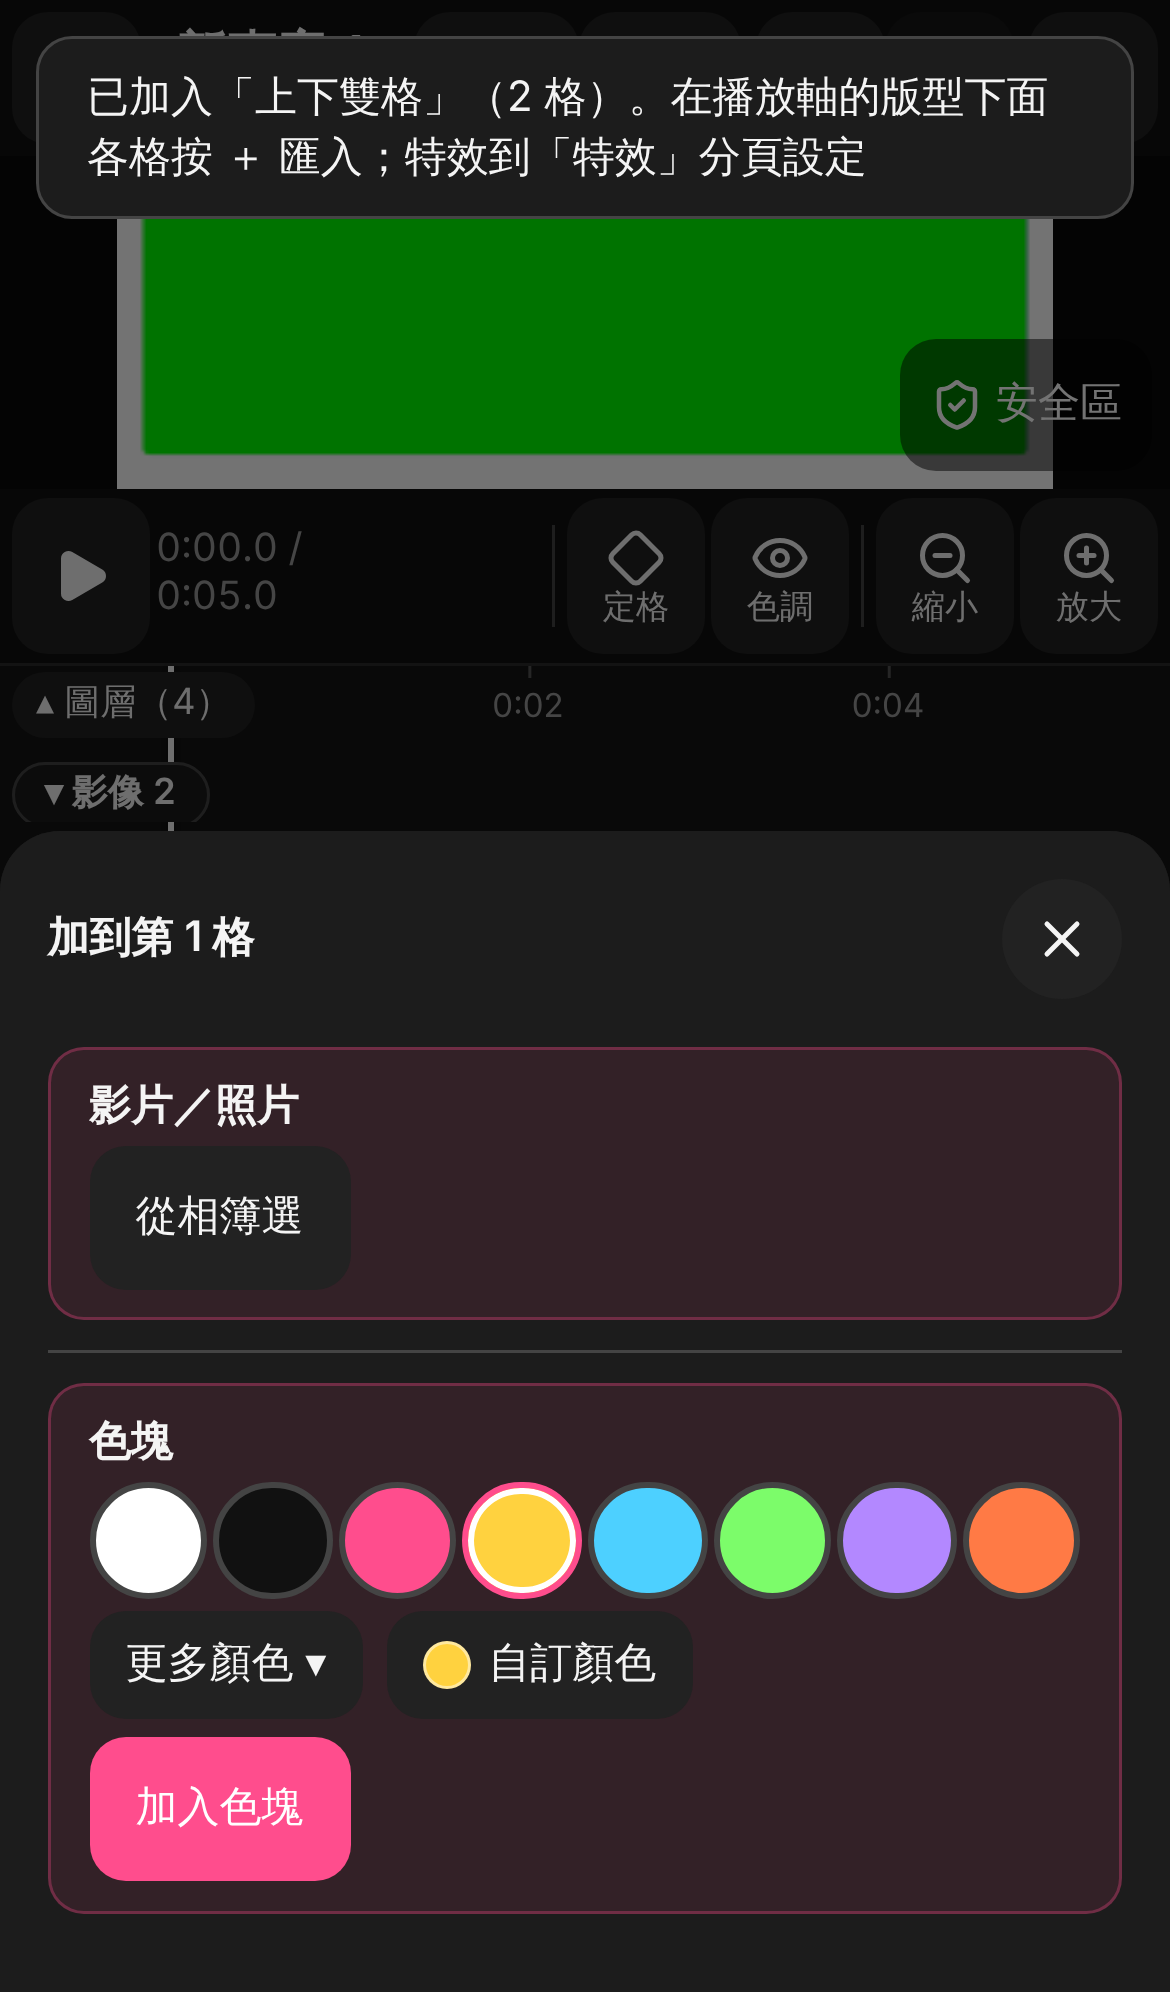 已加入「上下雙格」（2 格）。在播放軸的版型下面
各格按 ＋ 匯入；特效到「特效」分頁設定
安全區
0:00.0 /
0:05.0
定格
色調
縮小
放大
▲ 圖層（4）
0:02
0:04
▼影像 2
加到第 1 格
影片／照片
從相簿選
色塊
更多顏色 ▼
自訂顏色
加入色塊